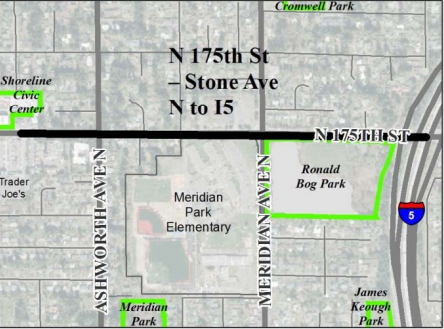 Cromwell Park
N 175th St
– Stone Ave
N to I5
Shoreline
Civic
Center
N 175TH ST
Trader
Joe's
ASHWORTH AVE N
Meridian
Park
Elementary
MERIDIAN AVE N
Ronald
Bog Park
5
Meridian
Park
James
Keough
Park